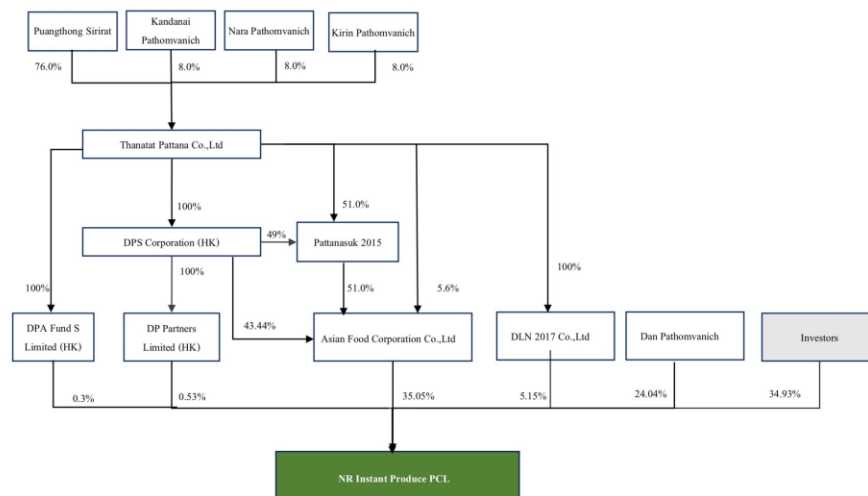 Puangthong Sirirat
Kandanai
Pathomvanich
Nara Pathomvanich
Kirin Pathomvanich
76.0%
8.0%
8.0%
8.0%
Thanatat Pattana Co.,Ltd
100%
51.0%
DPS Corporation (HK)
49%
Pattanasuk 2015
100%
100%
51.0%
5.6%
100%
DPA Fund S
Limited (HK)
DP Partners
Limited (HK)
43.44%
Asian Food Corporation Co.,Ltd
DLN 2017 Co.,Ltd
Dan Pathomvanich
Investors
0.3%
0.53%
35.05%
5.15%
24.04%
34.93%
NR Instant Produce PCL